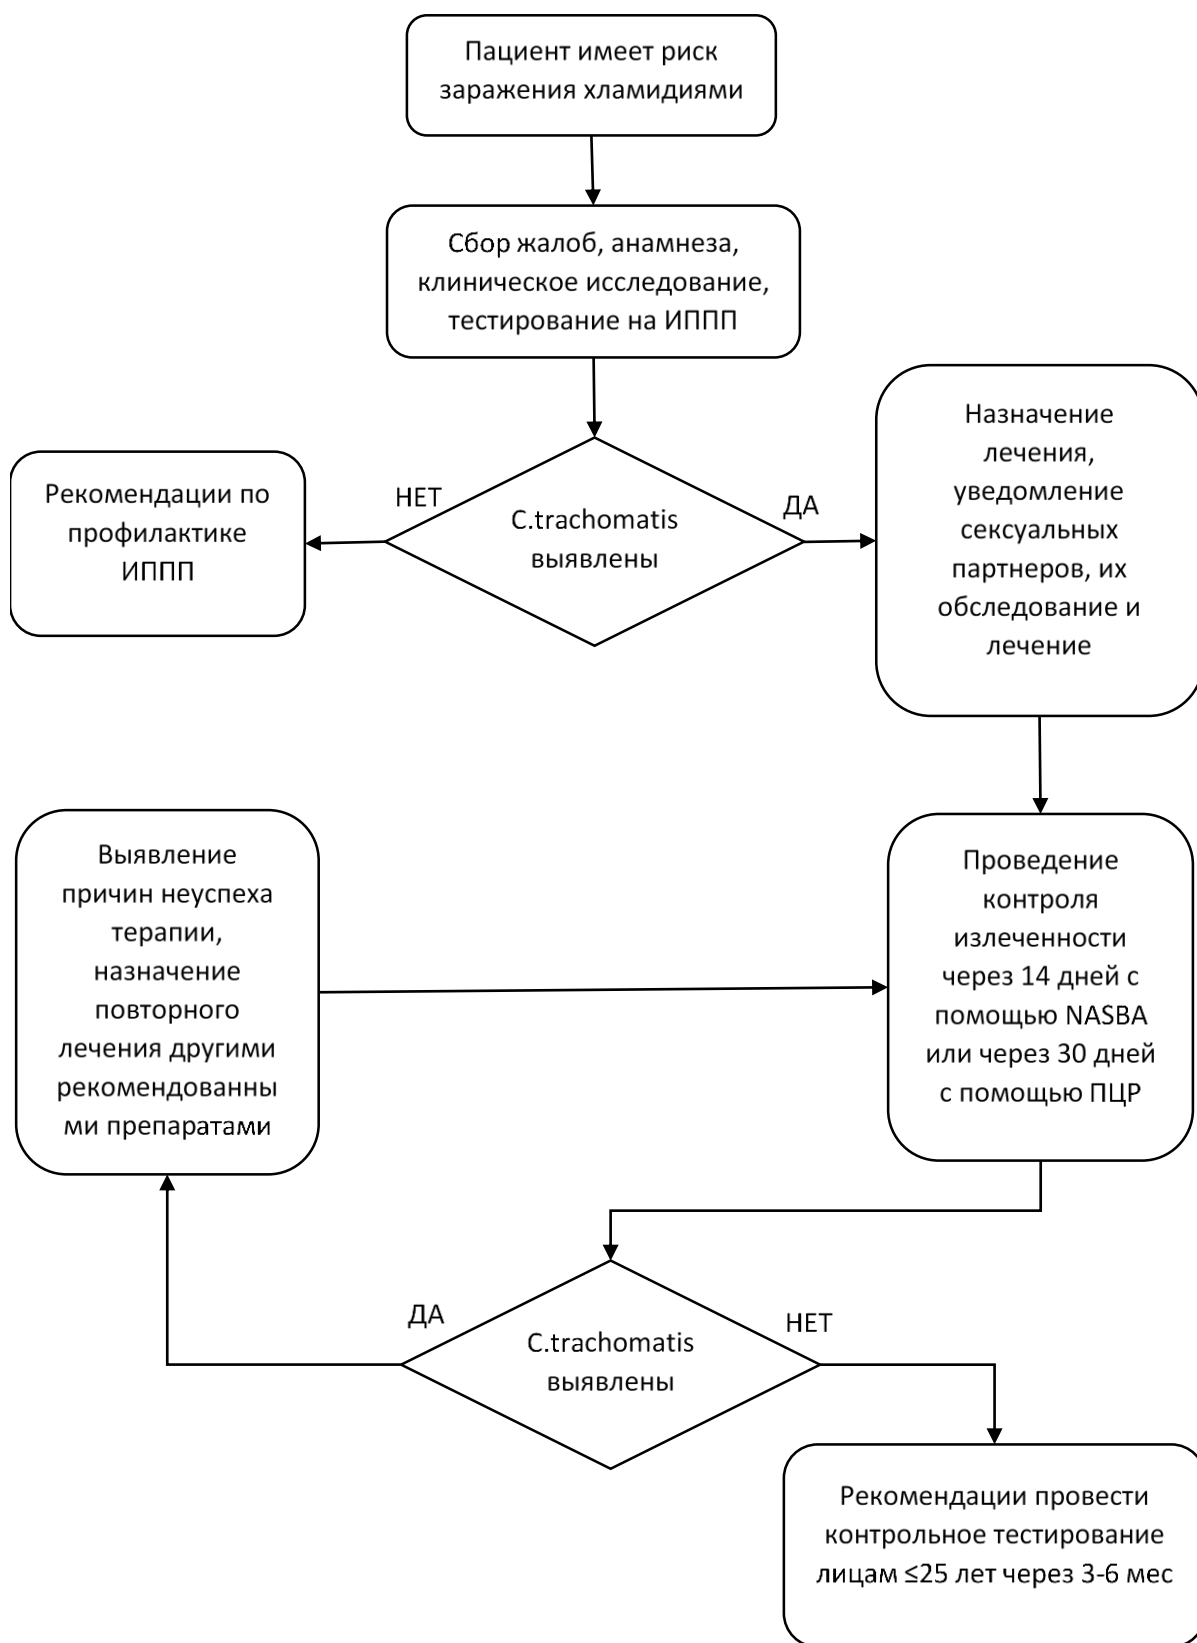 Пациент имеет риск
заражения хламидиями
Сбор жалоб, анамнеза,
клиническое исследование,
тестирование на ИППП
НЕТ
C.trachomatis
выявлены
ДА
Рекомендации по
профилактике
ИППП
Назначение
лечения,
уведомление
сексуальных
партнеров, их
обследование и
лечение
Проведение
контроля
излеченности
через 14 дней с
помощью NASBA
или через 30 дней
с помощью ПЦР
Выявление
причин неуспеха
терапии,
назначение
повторного
лечения другими
рекомендованны
ми препаратами
ДА
C.trachomatis
выявлены
НЕТ
Рекомендации провести
контрольное тестирование
лицам ≤25 лет через 3-6 мес